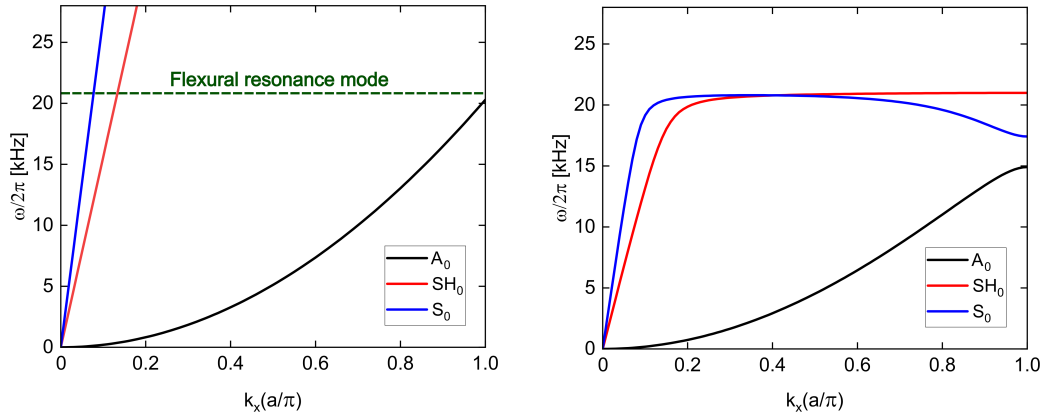 25
20
15
10
5
0
ω/2π [kHz]
Flexural resonance mode
A₀
SH₀
S₀
0 0.2 0.4 0.6 0.8 1.0
kₓ(a/π)
25
20
15
10
5
0
ω/2π [kHz]
A₀
SH₀
S₀
0 0.2 0.4 0.6 0.8 1.0
kₓ(a/π)